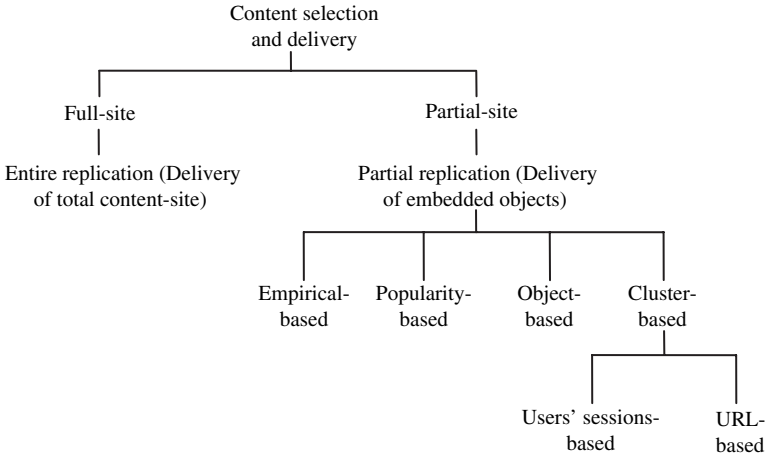 Content selection
and delivery
Full-site
Partial-site
Entire replication (Delivery
of total content-site)
Partial replication (Delivery
of embedded objects)
Empirical-
based
Popularity-
based
Object-
based
Cluster-
based
Users' sessions-
based
URL-
based